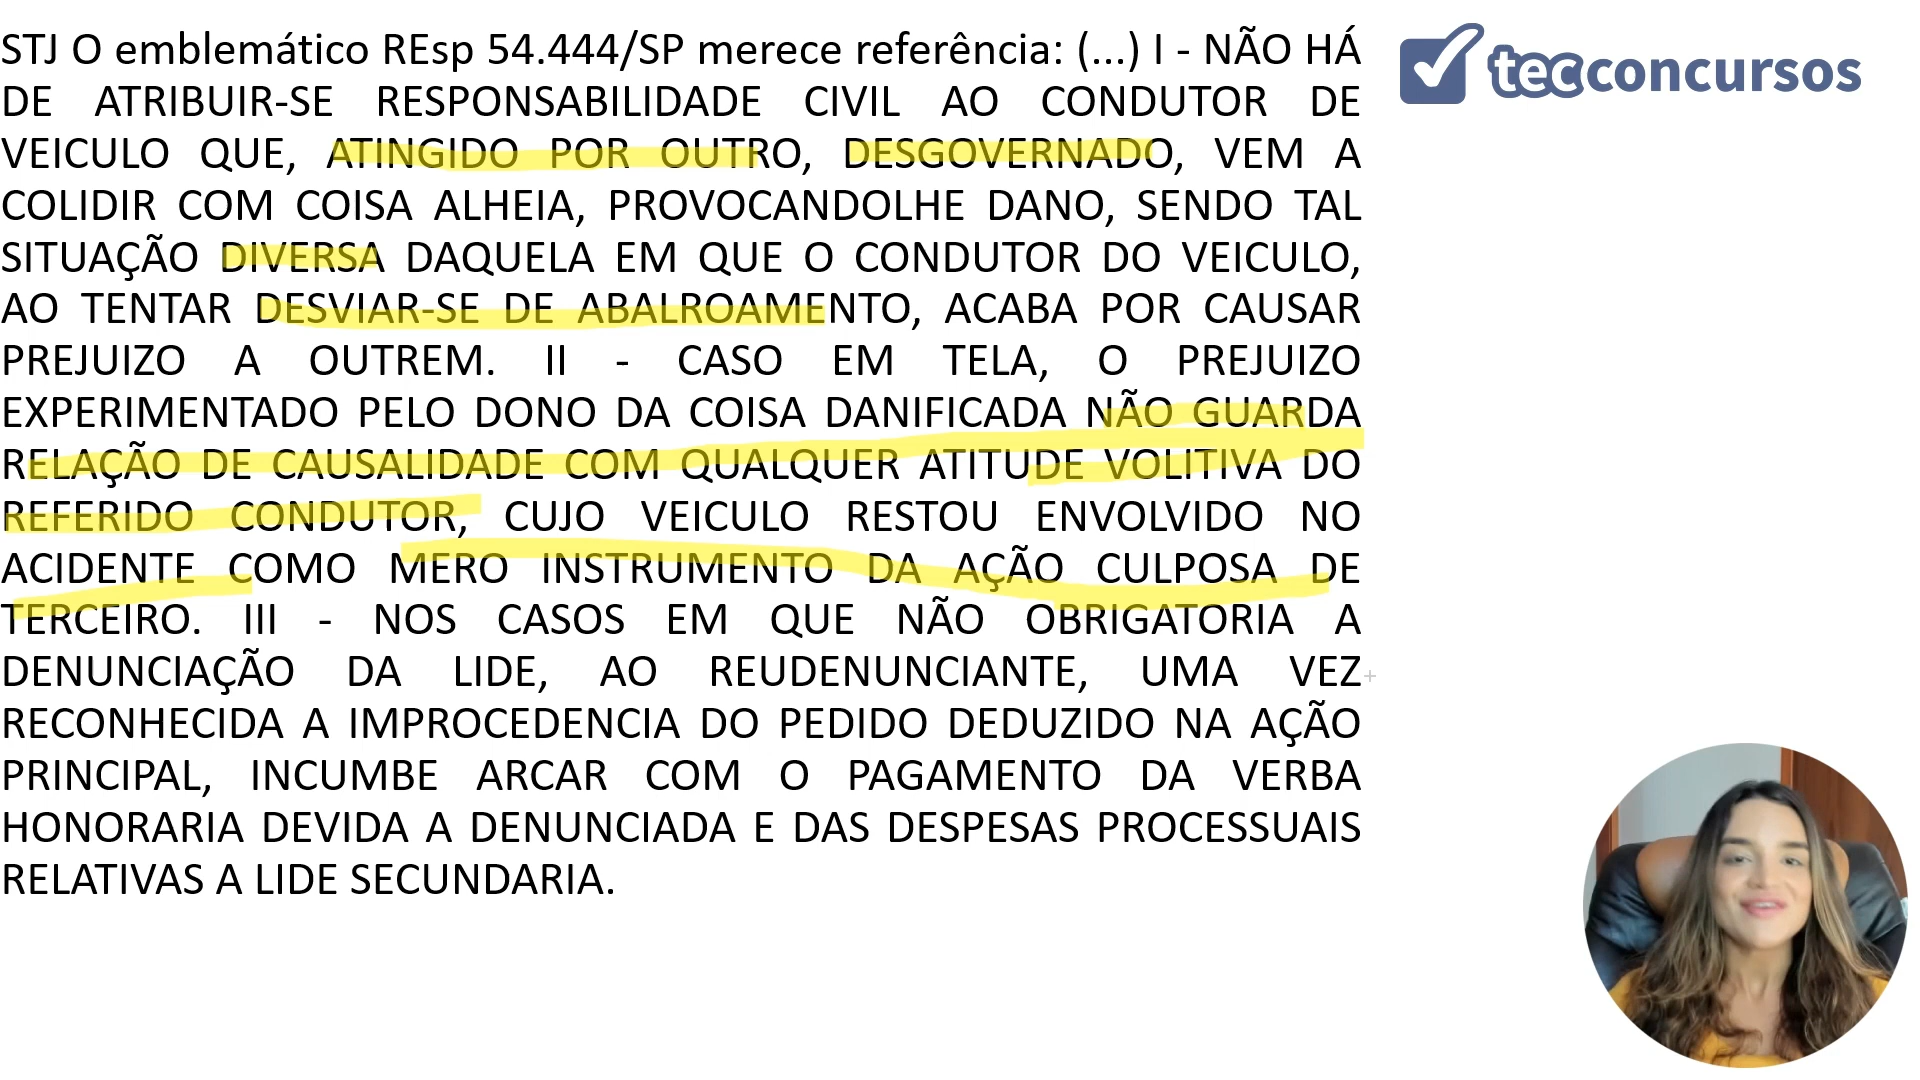 STJ O emblemático REsp 54.444/SP merece referência: (...) I - NÃO HÁ
DE ATRIBUIR-SE RESPONSABILIDADE CIVIL AO CONDUTOR DE
VEICULO QUE, ATINGIDO POR OUTRO, DESGOVERNADO, VEM A
COLIDIR COM COISA ALHEIA, PROVOCANDOLHE DANO, SENDO TAL
SITUAÇÃO DIVERSA DAQUELA EM QUE O CONDUTOR DO VEICULO,
AO TENTAR DESVIAR-SE DE ABALROAMENTO, ACABA POR CAUSAR
PREJUIZO A OUTREM. II - CASO EM TELA, O PREJUIZO
EXPERIMENTADO PELO DONO DA COISA DANIFICADA NÃO GUARDA
RELAÇÃO DE CAUSALIDADE COM QUALQUER ATITUDE VOLITIVA DO
REFERIDO CONDUTOR, CUJO VEICULO RESTOU ENVOLVIDO NO
ACIDENTE COMO MERO INSTRUMENTO DA AÇÃO CULPOSA DE
TERCEIRO. III - NOS CASOS EM QUE NÃO OBRIGATORIA A
DENUNCIAÇÃO DA LIDE, AO REUDENUNCIANTE, UMA VEZ
RECONHECIDA A IMPROCEDENCIA DO PEDIDO DEDUZIDO NA AÇÃO
PRINCIPAL, INCUMBE ARCAR COM O PAGAMENTO DA VERBA
HONORARIA DEVIDA A DENUNCIADA E DAS DESPESAS PROCESSUAIS
RELATIVAS A LIDE SECUNDARIA.
tecconcursos